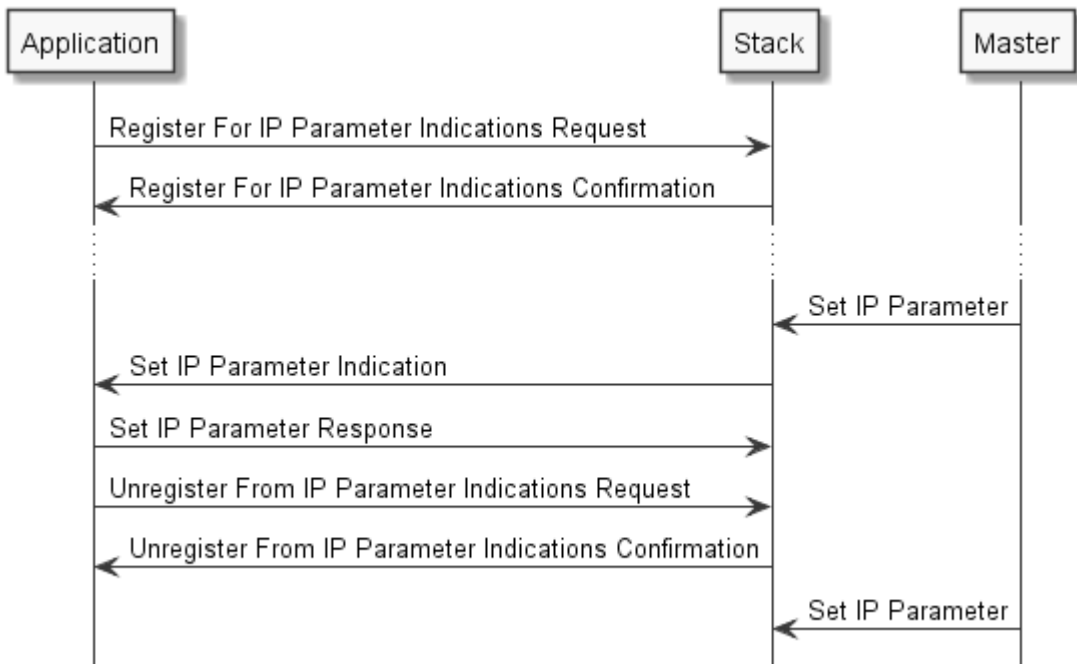 Application
Stack
Master
Register For IP Parameter Indications Request
Register For IP Parameter Indications Confirmation
Set IP Parameter
Set IP Parameter Indication
Set IP Parameter Response
Unregister From IP Parameter Indications Request
Unregister From IP Parameter Indications Confirmation
Set IP Parameter